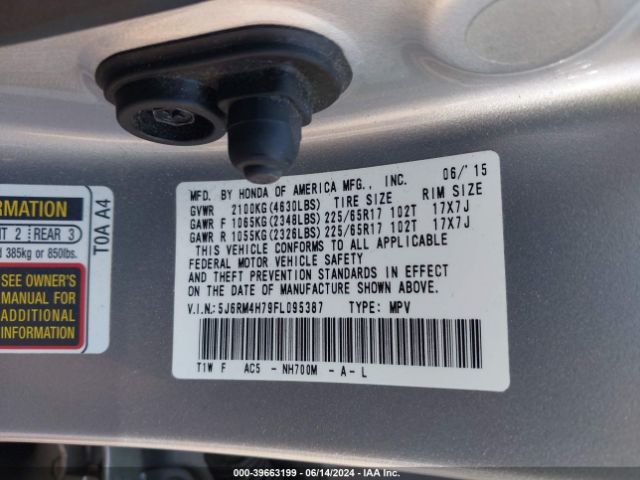 MFD. BY HONDA OF AMERICA MFG., INC. 06/'15
GVWR 2100KG(4630LBS) TIRE SIZE RIM SIZE
GAWR F 1065KG(2348LBS) 225/65R17 102T 17X7J
GAWR R 1055KG(2326LBS) 225/65R17 102T 17X7J
THIS VEHICLE CONFORMS TO ALL APPLICABLE
FEDERAL MOTOR VEHICLE SAFETY
AND THEFT PREVENTION STANDARDS IN EFFECT
ON THE DATE OF MANUFACTURE SHOWN ABOVE.
V.I.N.:5J6RM4H79FL095387 TYPE: MPV
T1W F AC5 - NH700M - A - L
RMATION
2 REAR 3
385kg or 850lbs.
SEE OWNER'S
MANUAL FOR
ADDITIONAL
INFORMATION
T0A A4
© IAA - 39663199 - 06/14/2024 - IAA Inc.